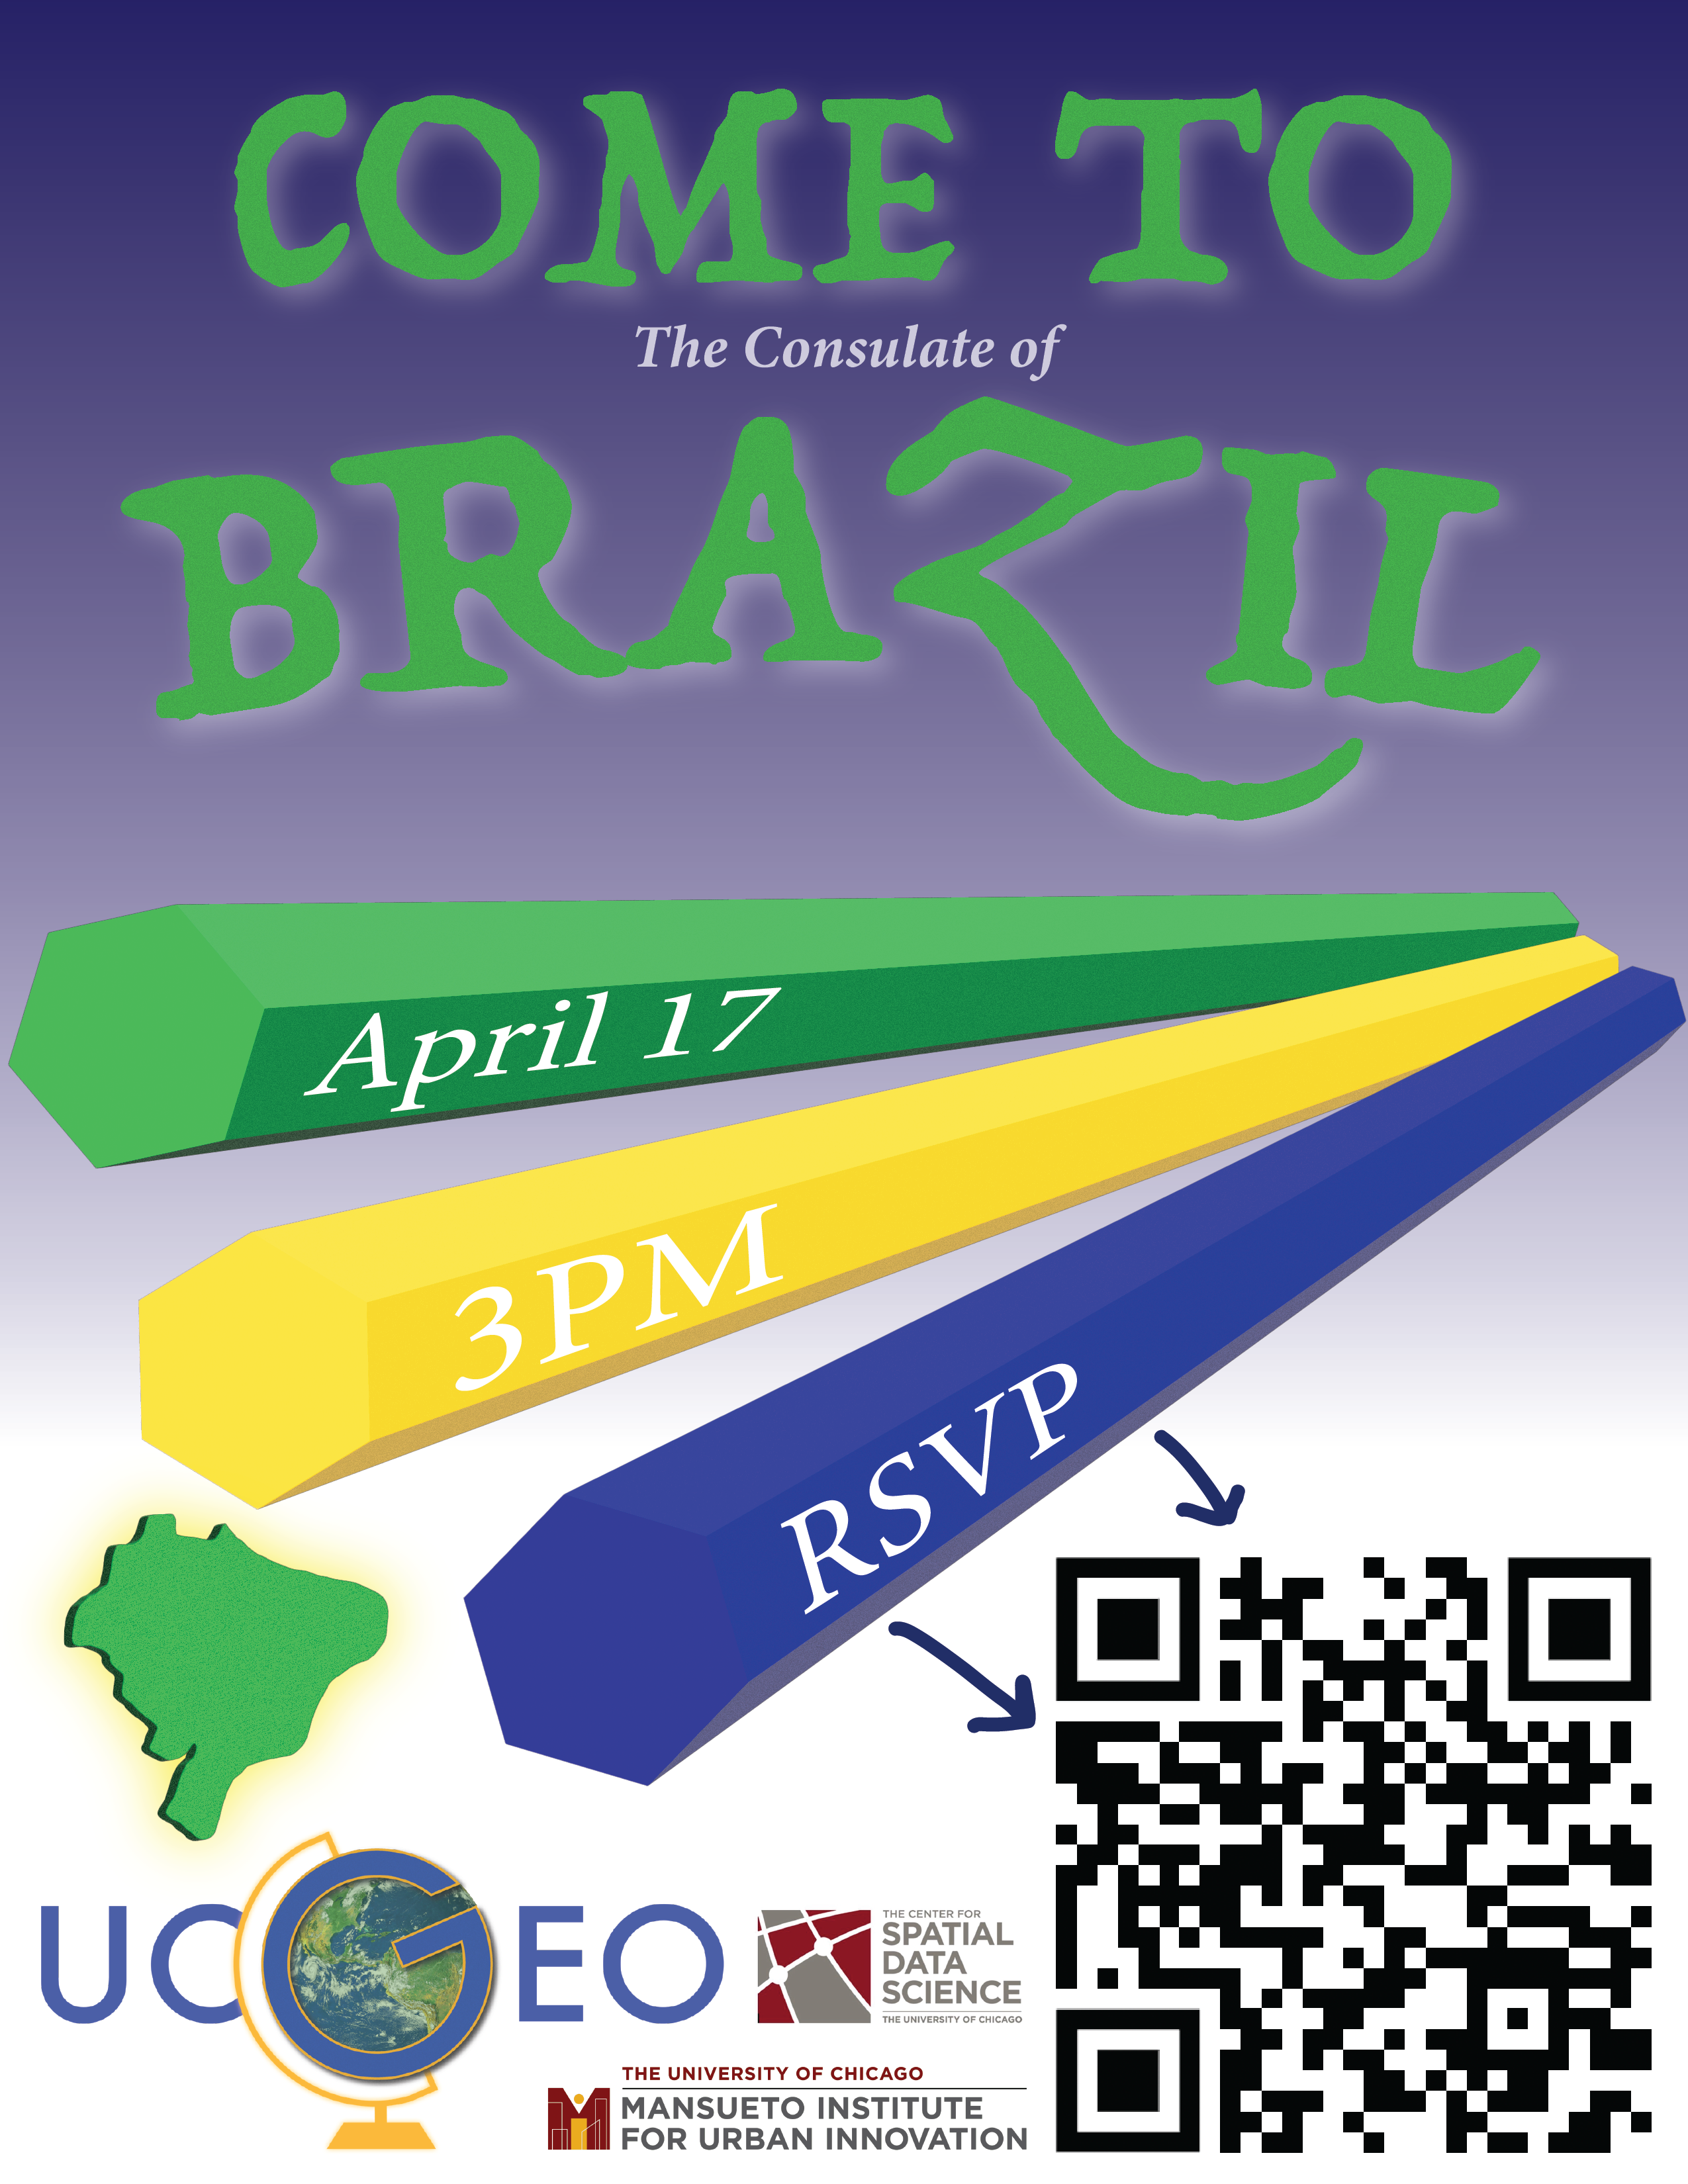 COME TO
The Consulate of
BRAZIL
April 17
3PM
RSVP
UCGEO
THE CENTER FOR
SPATIAL
DATA
SCIENCE
THE UNIVERSITY OF CHICAGO
THE UNIVERSITY OF CHICAGO
MANSUETO INSTITUTE
FOR URBAN INNOVATION